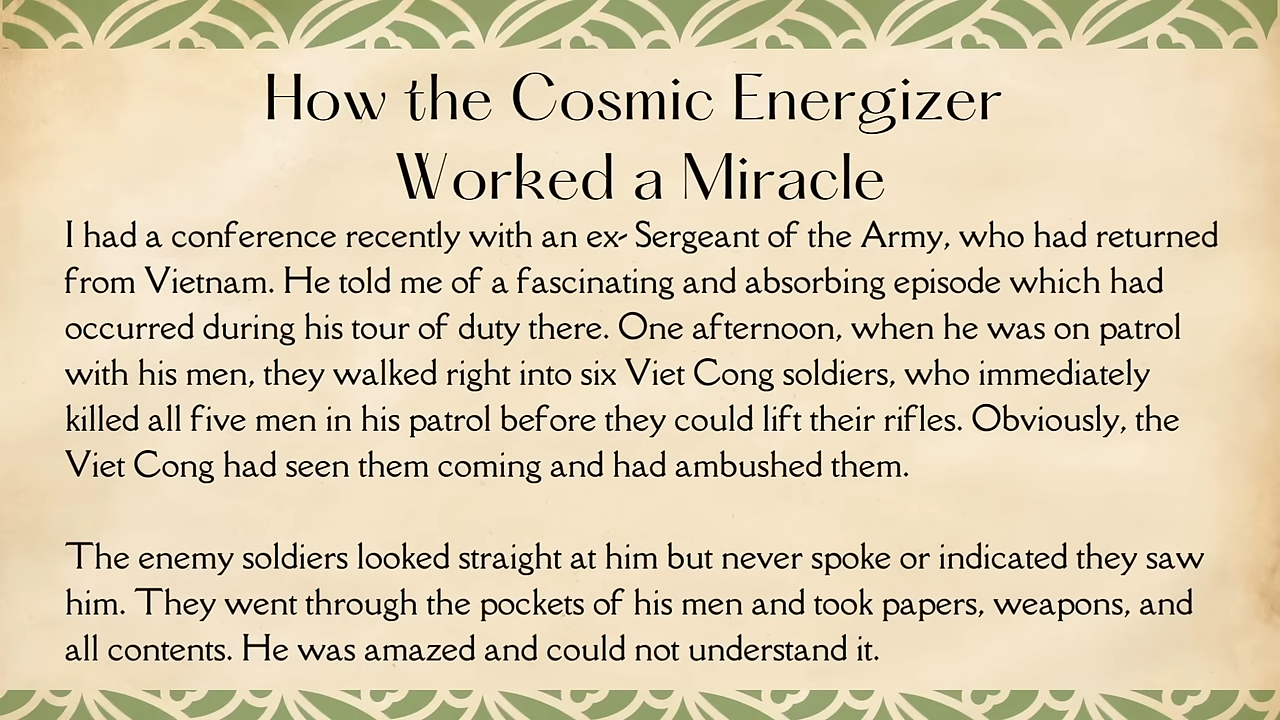 How the Cosmic Energizer
Worked a Miracle
I had a conference recently with an ex- Sergeant of the Army, who had returned
from Vietnam. He told me of a fascinating and absorbing episode which had
occurred during his tour of duty there. One afternoon, when he was on patrol
with his men, they walked right into six Viet Cong soldiers, who immediately
killed all five men in his patrol before they could lift their rifles. Obviously, the
Viet Cong had seen them coming and had ambushed them.
The enemy soldiers looked straight at him but never spoke or indicated they saw
him. They went through the pockets of his men and took papers, weapons, and
all contents. He was amazed and could not understand it.